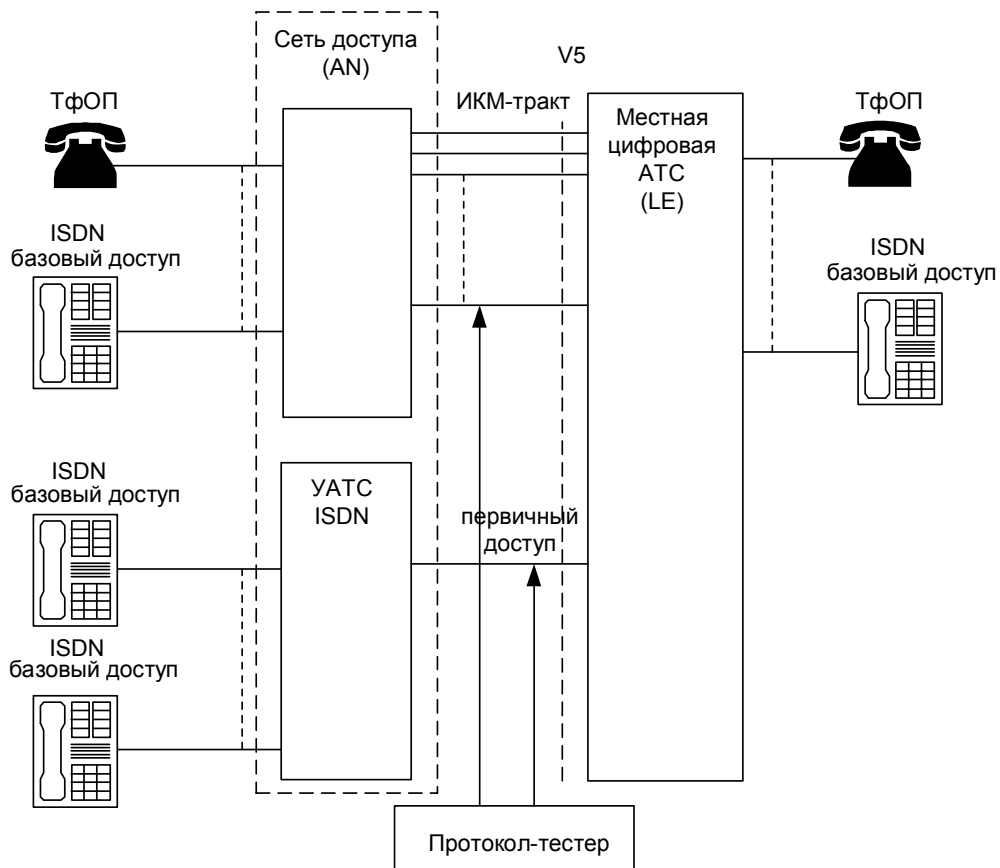 Сеть доступа
(AN)
V5
ТфОП
ИКМ-тракт
Местная
цифровая
АТС
(LE)
ТфОП
ISDN
базовый доступ
ISDN
базовый доступ
ISDN
базовый доступ
УАТС
ISDN
первичный
доступ
ISDN
базовый доступ
Протокол-тестер